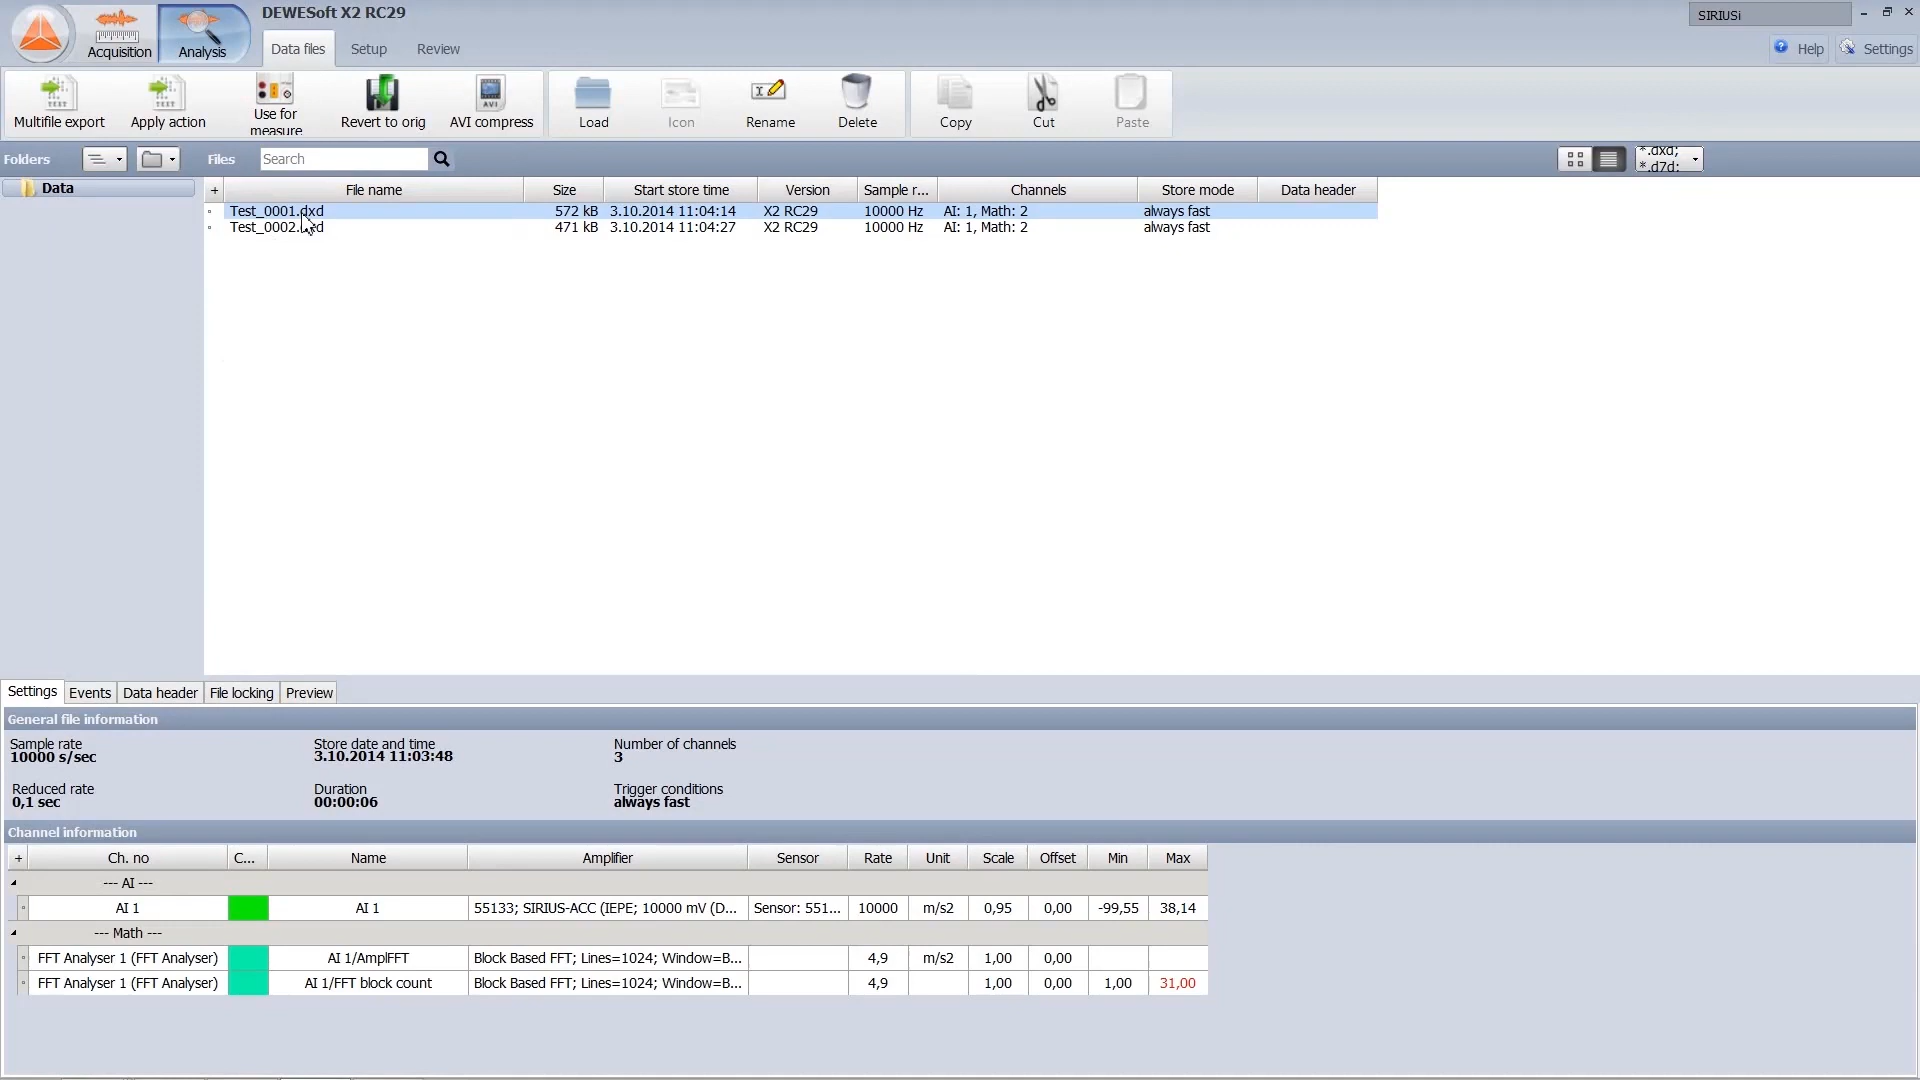 DEWESoft X2 RC29
SIRIUSi
Acquisition
Analysis
Data files
Setup
Review
Help
Settings
Multifile export
Apply action
Use for
measure
Revert to orig
AVI compress
Load
Icon
Rename
Delete
Copy
Cut
Paste
Folders
Files
Search
*.dxd;
*.d7d;
Data
+ File name Size Start store time Version Sample r... Channels Store mode Data header
Test_0001.dxd 572 kB 3.10.2014 11:04:14 X2 RC29 10000 Hz AI: 1, Math: 2 always fast
Test_0002. 471 kB 3.10.2014 11:04:27 X2 RC29 10000 Hz AI: 1, Math: 2 always fast
Settings Events Data header File locking Preview
General file information
Sample rate Store date and time Number of channels
10000 s/sec 3.10.2014 11:03:48 3
Reduced rate Duration Trigger conditions
0,1 sec 00:00:06 always fast
Channel information
+ Ch. no C... Name Amplifier Sensor Rate Unit Scale Offset Min Max
--- AI ---
AI 1 AI 1 55133; SIRIUS-ACC (IEPE; 10000 mV (D... Sensor: 551... 10000 m/s2 0,95 0,00 -99,55 38,14
--- Math ---
FFT Analyser 1 (FFT Analyser) AI 1/AmplFFT Block Based FFT; Lines=1024; Window=B... 4,9 m/s2 1,00 0,00
FFT Analyser 1 (FFT Analyser) AI 1/FFT block count Block Based FFT; Lines=1024; Window=B... 4,9 1,00 0,00 1,00 31,00